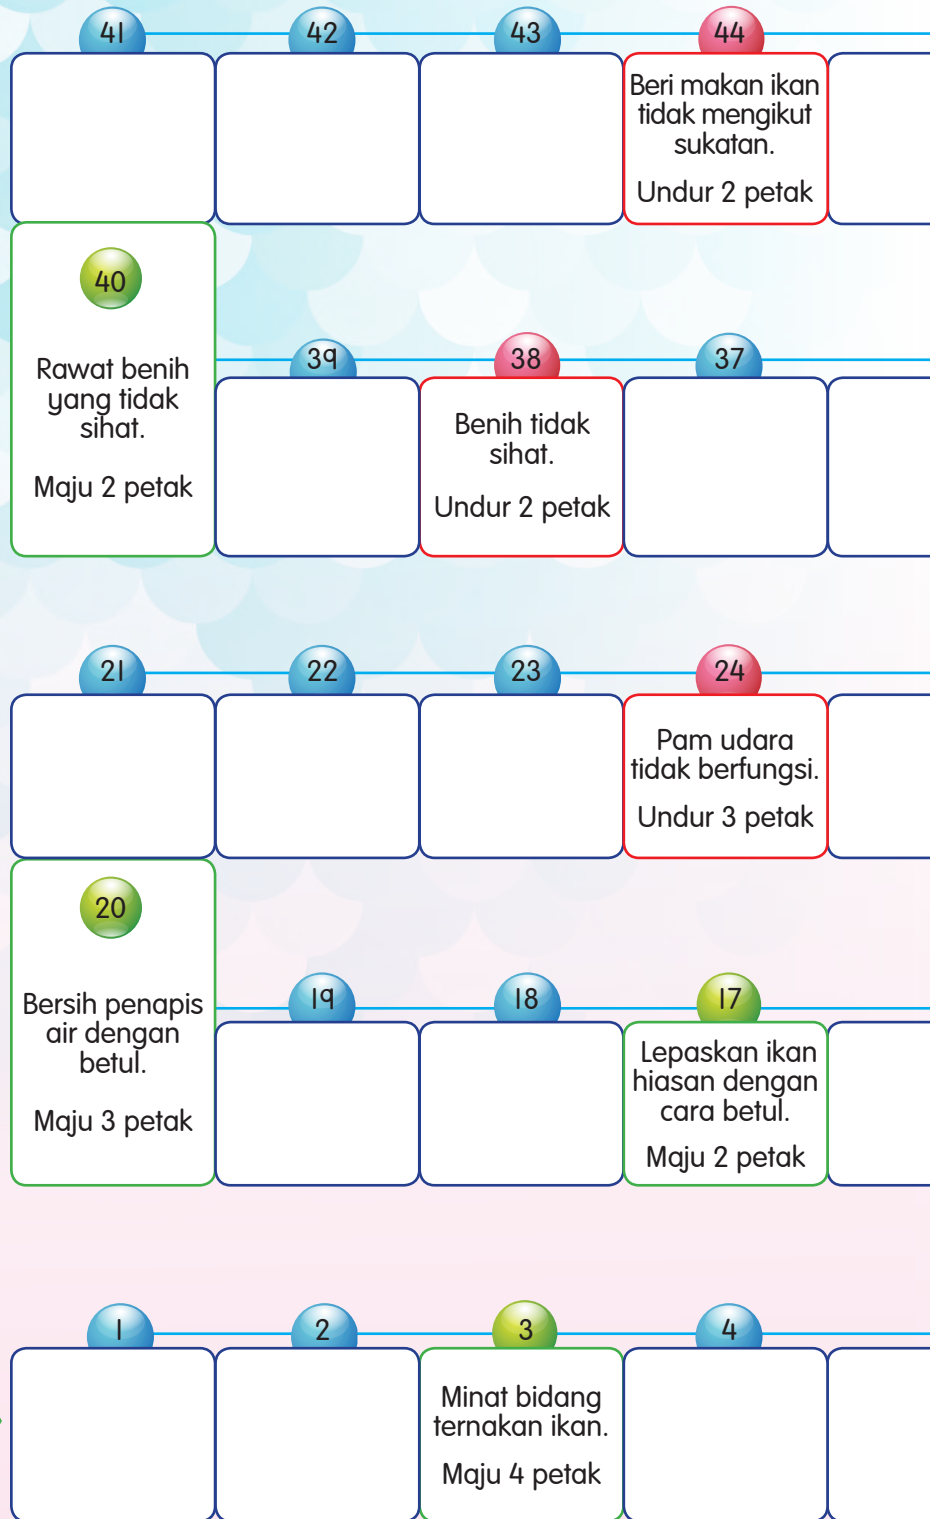 41 42 43 44
Beri makan ikan
tidak mengikut
sukatan.
Undur 2 petak
40
Rawat benih
yang tidak
sihat.
Maju 2 petak
39 38 37
Benih tidak
sihat.
Undur 2 petak
21 22 23 24
Pam udara
tidak berfungsi.
Undur 3 petak
20
Bersih penapis
air dengan
betul.
Maju 3 petak
19 18 17
Lepaskan ikan
hiasan dengan
cara betul.
Maju 2 petak
1 2 3 4
Minat bidang
ternakan ikan.
Maju 4 petak